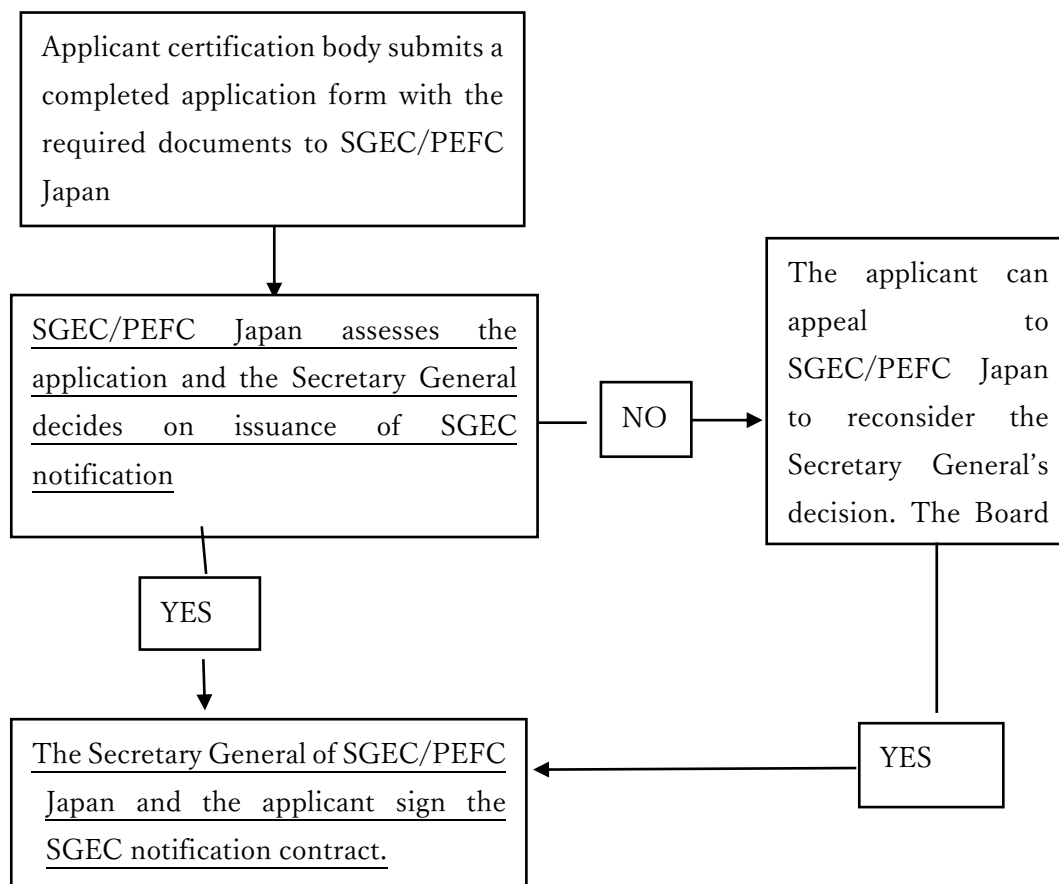 Applicant certification body submits a
completed application form with the
required documents to SGEC/PEFC
Japan
SGEC/PEFC Japan assesses the
application and the Secretary General
decides on issuance of SGEC
notification
NO
The applicant can
appeal to
SGEC/PEFC Japan
to reconsider the
Secretary General’s
decision. The Board
YES
YES
The Secretary General of SGEC/PEFC
Japan and the applicant sign the
SGEC notification contract.